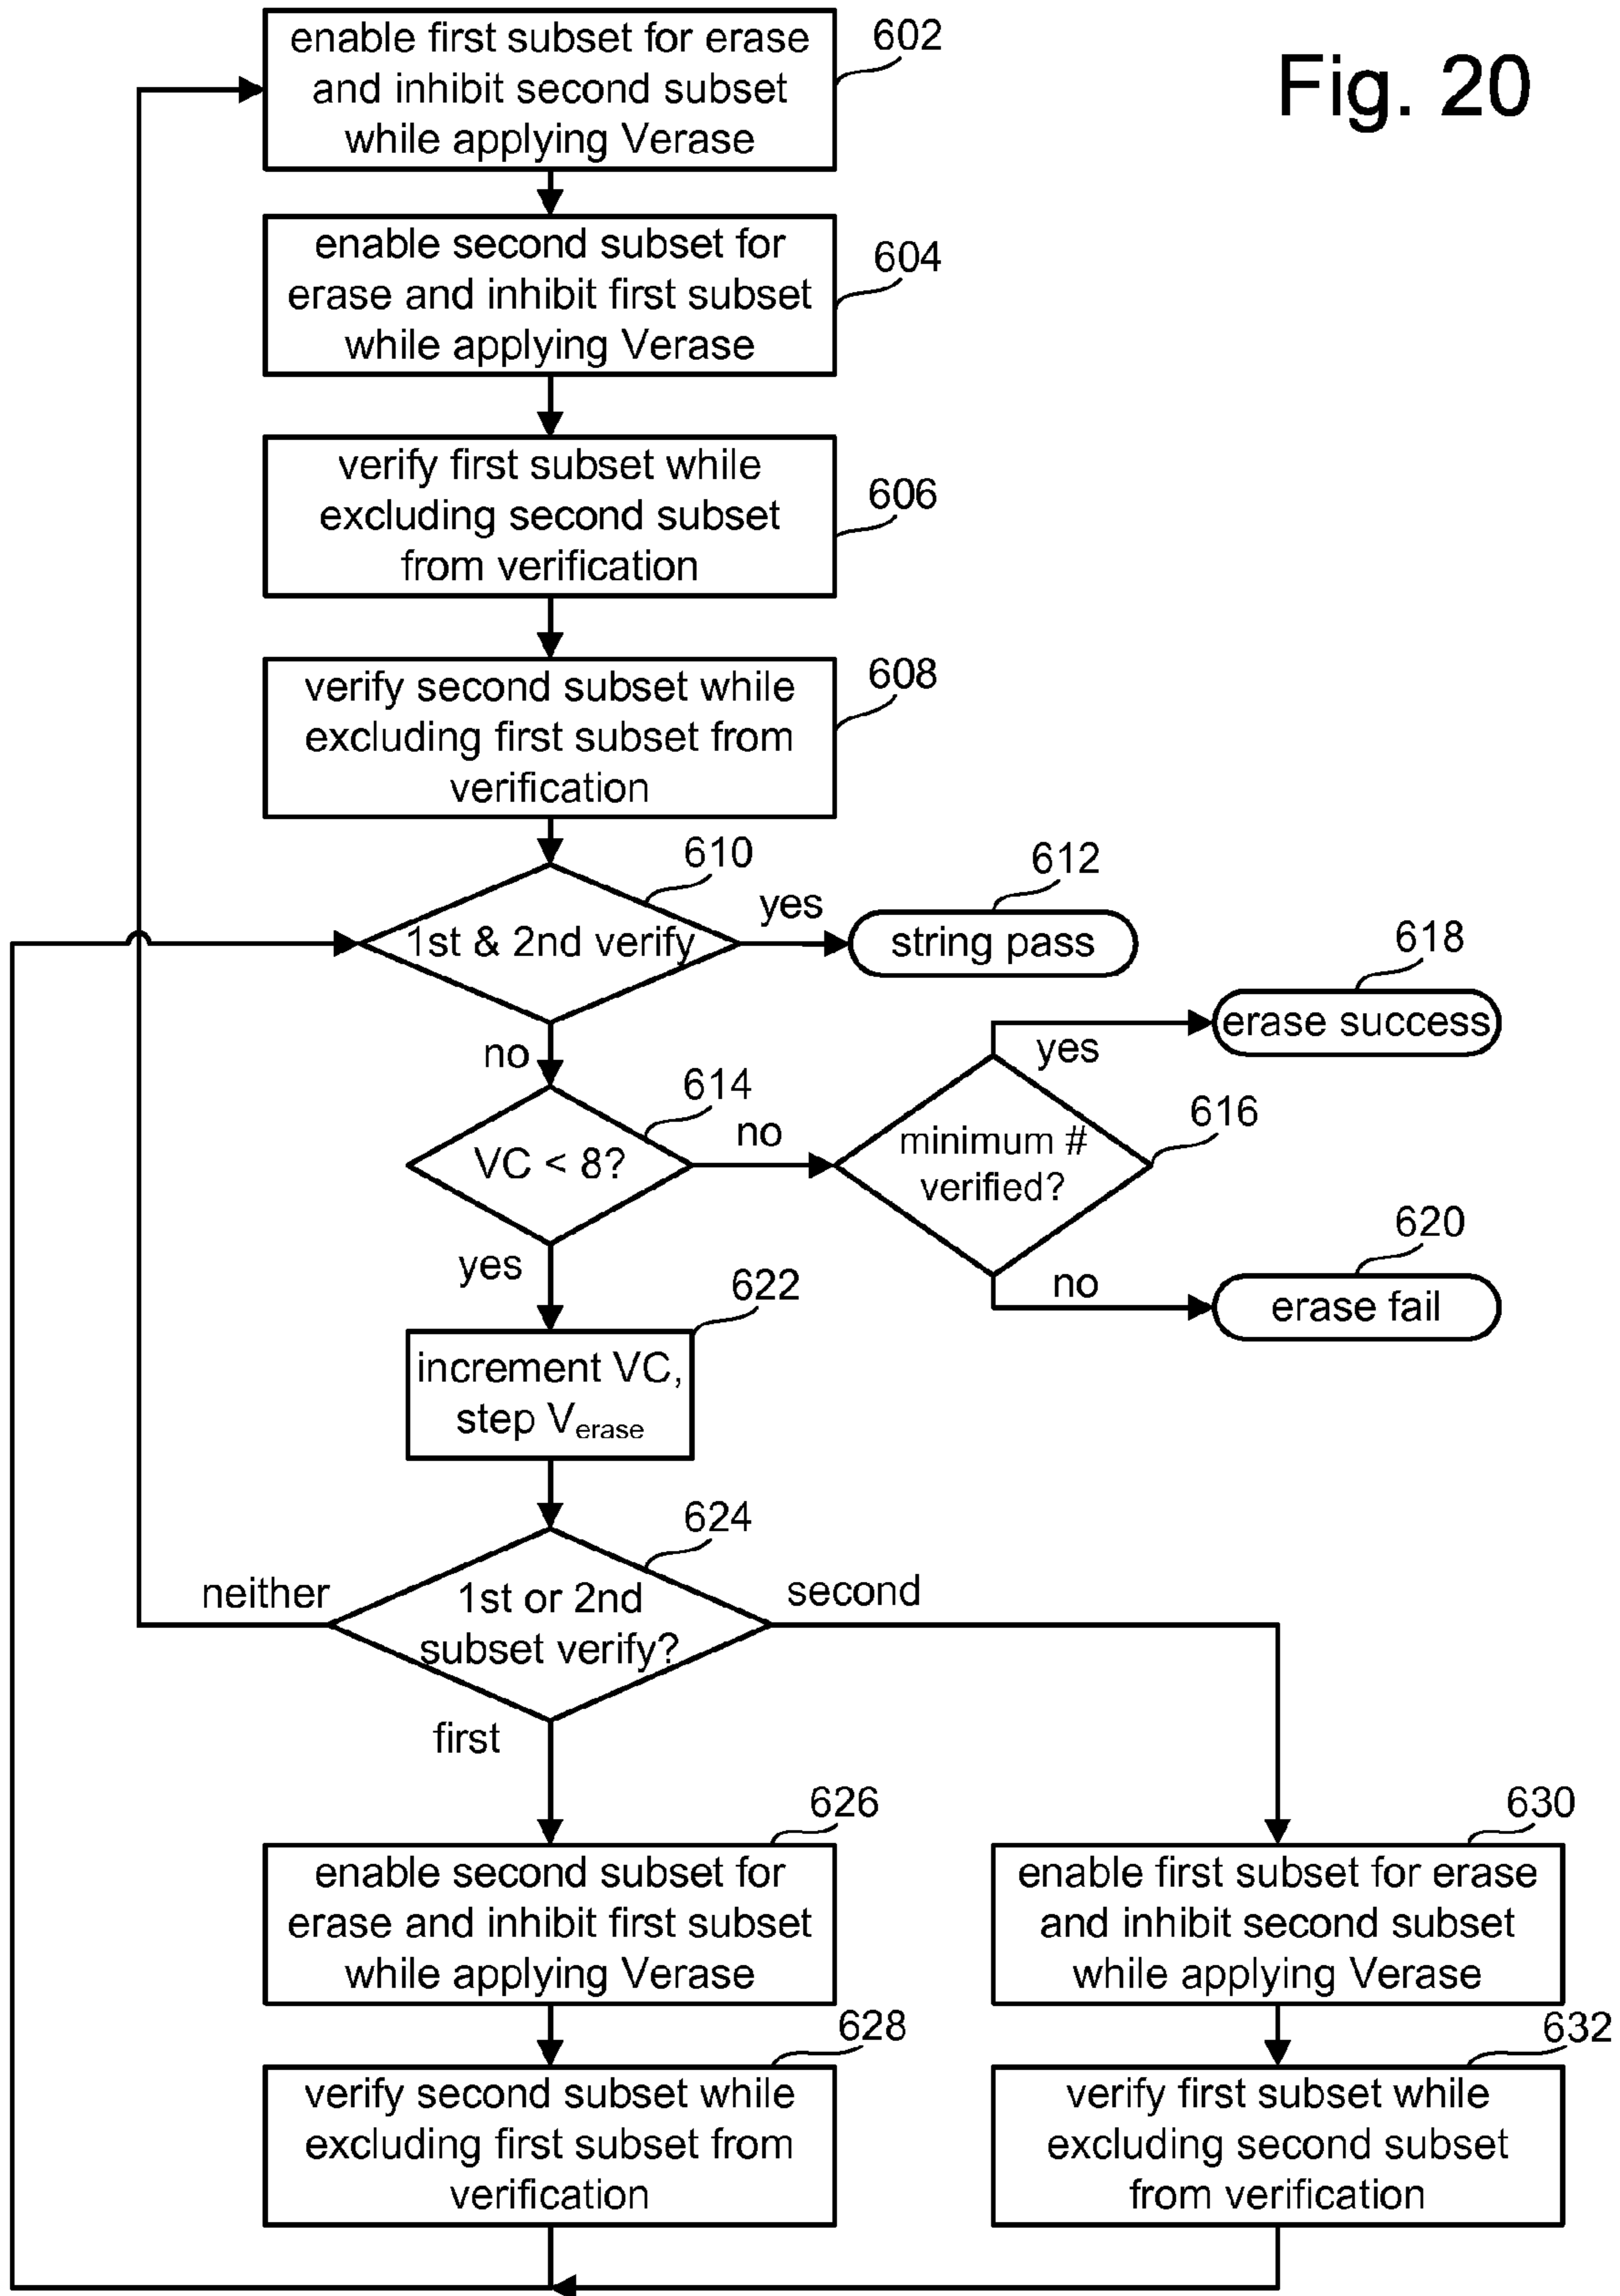 Fig. 20
enable first subset for erase
and inhibit second subset
while applying Verase
602
enable second subset for
erase and inhibit first subset
while applying Verase
604
verify first subset while
excluding second subset
from verification
606
verify second subset while
excluding first subset from
verification
608
1st & 2nd verify
610
yes
string pass
612
no
VC < 8?
614
no
minimum #
verified?
616
yes
erase success
618
no
erase fail
620
yes
increment VC,
step Verase
622
1st or 2nd
subset verify?
624
neither
second
first
enable second subset for
erase and inhibit first subset
while applying Verase
626
verify second subset while
excluding first subset from
verification
628
enable first subset for erase
and inhibit second subset
while applying Verase
630
verify first subset while
excluding second subset
from verification
632